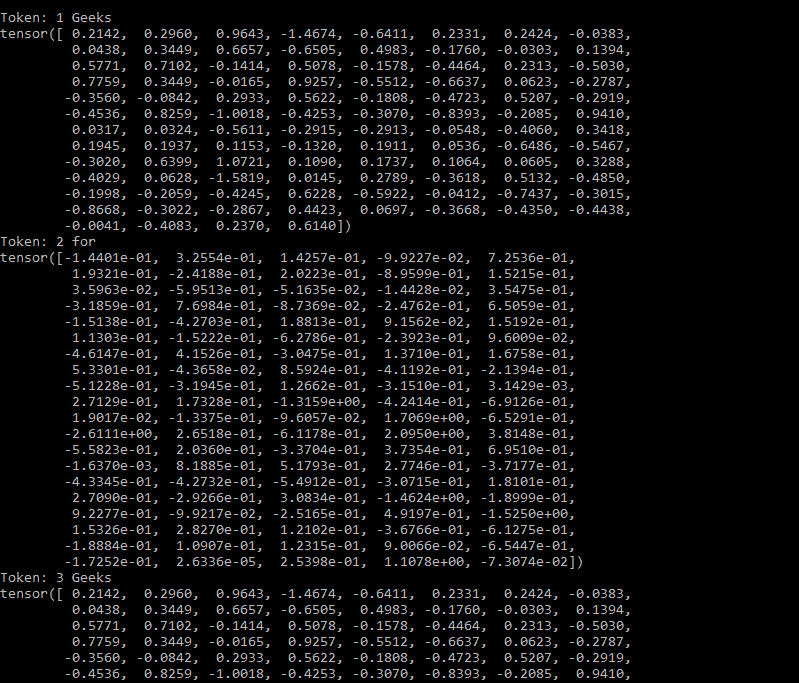 Token: 1 Geeks
tensor([ 0.2142,  0.2960,  0.9643, -1.4674, -0.6411,  0.2331,  0.2424, -0.0383,
         0.0438,  0.3449,  0.6657, -0.6505,  0.4983, -0.1760, -0.0303,  0.1394,
         0.5771,  0.7102, -0.1414,  0.5078, -0.1578, -0.4464,  0.2313, -0.5030,
         0.7759,  0.3449, -0.0165,  0.9257, -0.5512, -0.6637,  0.0623, -0.2787,
        -0.3560, -0.0842,  0.2933,  0.5622, -0.1808, -0.4723,  0.5207, -0.2919,
        -0.4536,  0.8259, -1.0018, -0.4253, -0.3070, -0.8393, -0.2085,  0.9410,
         0.0317,  0.0324, -0.5611, -0.2915, -0.2913, -0.0548, -0.4060,  0.3418,
         0.1945,  0.1937,  0.1153, -0.1320,  0.1911,  0.0536, -0.6486, -0.5467,
        -0.3020,  0.6399,  1.0721,  0.1090,  0.1737,  0.1064,  0.0605,  0.3288,
        -0.4029,  0.0628, -1.5819,  0.0145,  0.2789, -0.3618,  0.5132, -0.4850,
        -0.1998, -0.2059, -0.4245,  0.6228, -0.5922, -0.0412, -0.7437, -0.3015,
        -0.8668, -0.3022, -0.2867,  0.4423,  0.0697, -0.3668, -0.4350, -0.4438,
        -0.0041, -0.4083,  0.2370,  0.6140])
Token: 2 for
tensor([-1.4401e-01,  3.2554e-01,  1.4257e-01, -9.9227e-02,  7.2536e-01,
         1.9321e-01, -2.4188e-01,  2.0223e-01, -8.9599e-01,  1.5215e-01,
         3.5963e-02, -5.9513e-01, -5.1635e-02, -1.4428e-02,  3.5475e-01,
        -3.1859e-01,  7.6984e-01, -8.7369e-02, -2.4762e-01,  6.5059e-01,
        -1.5138e-01, -4.2703e-01,  1.8813e-01,  9.1562e-02,  1.5192e-01,
         1.1303e-01, -1.5222e-01, -6.2786e-01, -2.3923e-01,  9.6009e-02,
        -4.6147e-01,  4.1526e-01, -3.0475e-01,  1.3710e-01,  1.6758e-01,
         5.3301e-01, -4.3658e-02,  8.5924e-01, -4.1192e-01, -2.1394e-01,
        -5.1228e-01, -3.1945e-01,  1.2662e-01, -3.1510e-01,  3.1429e-03,
         2.7129e-01,  1.7328e-01, -1.3159e+00, -4.2414e-01, -6.9126e-01,
         1.9017e-02, -1.3375e-01, -9.6057e-02,  1.7069e+00, -6.5291e-01,
        -2.6111e+00,  2.6518e-01, -6.1178e-01,  2.0950e+00,  3.8148e-01,
        -5.5823e-01,  2.0360e-01, -3.3704e-01,  3.7354e-01,  6.9510e-01,
        -1.6370e-03,  8.1885e-01,  5.1793e-01,  2.7746e-01, -3.7177e-01,
        -4.3345e-01, -4.2732e-01, -5.4912e-01, -3.0715e-01,  1.8101e-01,
         2.7090e-01, -2.9266e-01,  3.0834e-01, -1.4624e+00, -1.8999e-01,
         9.2277e-01, -9.9217e-02, -2.5165e-01,  4.9197e-01, -1.5250e+00,
         1.5326e-01,  2.8270e-01,  1.2102e-01, -3.6766e-01, -6.1275e-01,
        -1.8884e-01,  1.0907e-01,  1.2315e-01,  9.0066e-02, -6.5447e-01,
        -1.7252e-01,  2.6336e-05,  2.5398e-01,  1.1078e+00, -7.3074e-02])
Token: 3 Geeks
tensor([ 0.2142,  0.2960,  0.9643, -1.4674, -0.6411,  0.2331,  0.2424, -0.0383,
         0.0438,  0.3449,  0.6657, -0.6505,  0.4983, -0.1760, -0.0303,  0.1394,
         0.5771,  0.7102, -0.1414,  0.5078, -0.1578, -0.4464,  0.2313, -0.5030,
         0.7759,  0.3449, -0.0165,  0.9257, -0.5512, -0.6637,  0.0623, -0.2787,
        -0.3560, -0.0842,  0.2933,  0.5622, -0.1808, -0.4723,  0.5207, -0.2919,
        -0.4536,  0.8259, -1.0018, -0.4253, -0.3070, -0.8393, -0.2085,  0.9410,